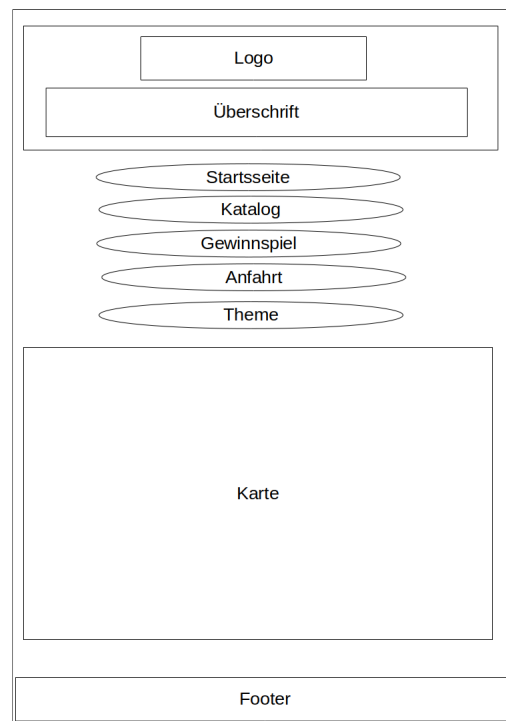 Logo
Überschrift
Startsseite
Katalog
Gewinnspiel
Anfahrt
Theme
Karte
Footer